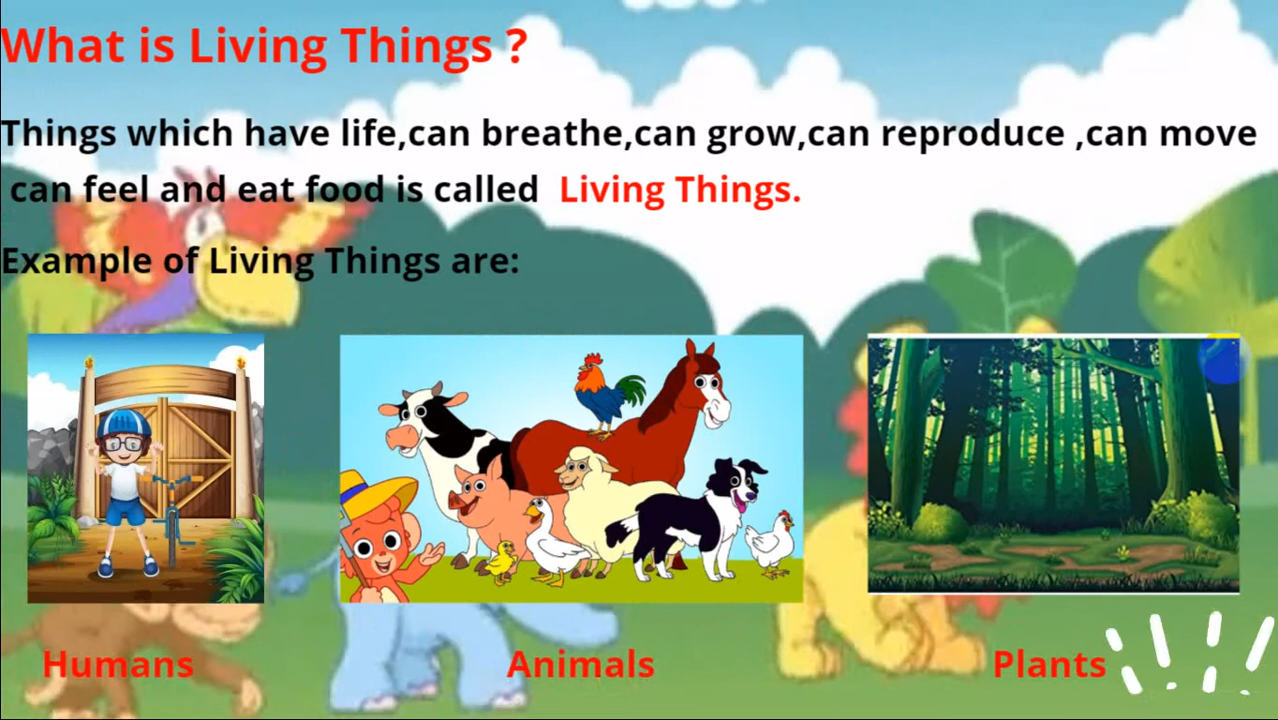 What is Living Things ?
Things which have life,can breathe,can grow,can reproduce ,can move
can feel and eat food is called Living Things.
Example of Living Things are:
Humans
Animals
Plants